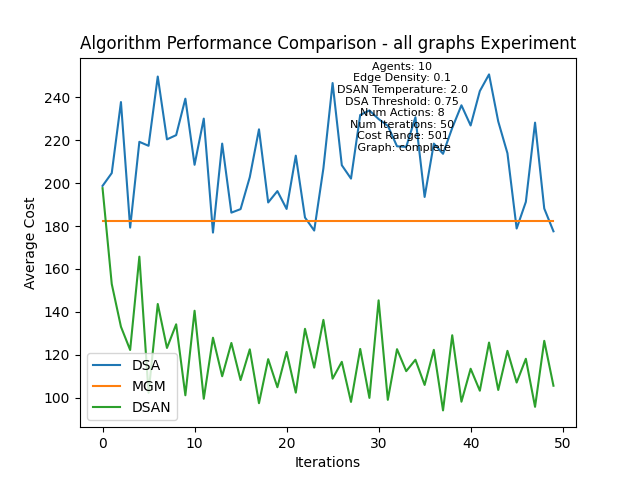 Algorithm Performance Comparison - all graphs Experiment
Agents: 10
Edge Density: 0.1
DSAN Temperature: 2.0
DSA Threshold: 0.75
Num Actions: 8
Num Iterations: 50
Cost Range: 501
Graph: complete
Average Cost
240
220
200
180
160
140
120
100
DSA
MGM
DSAN
0
10
20
30
40
50
Iterations